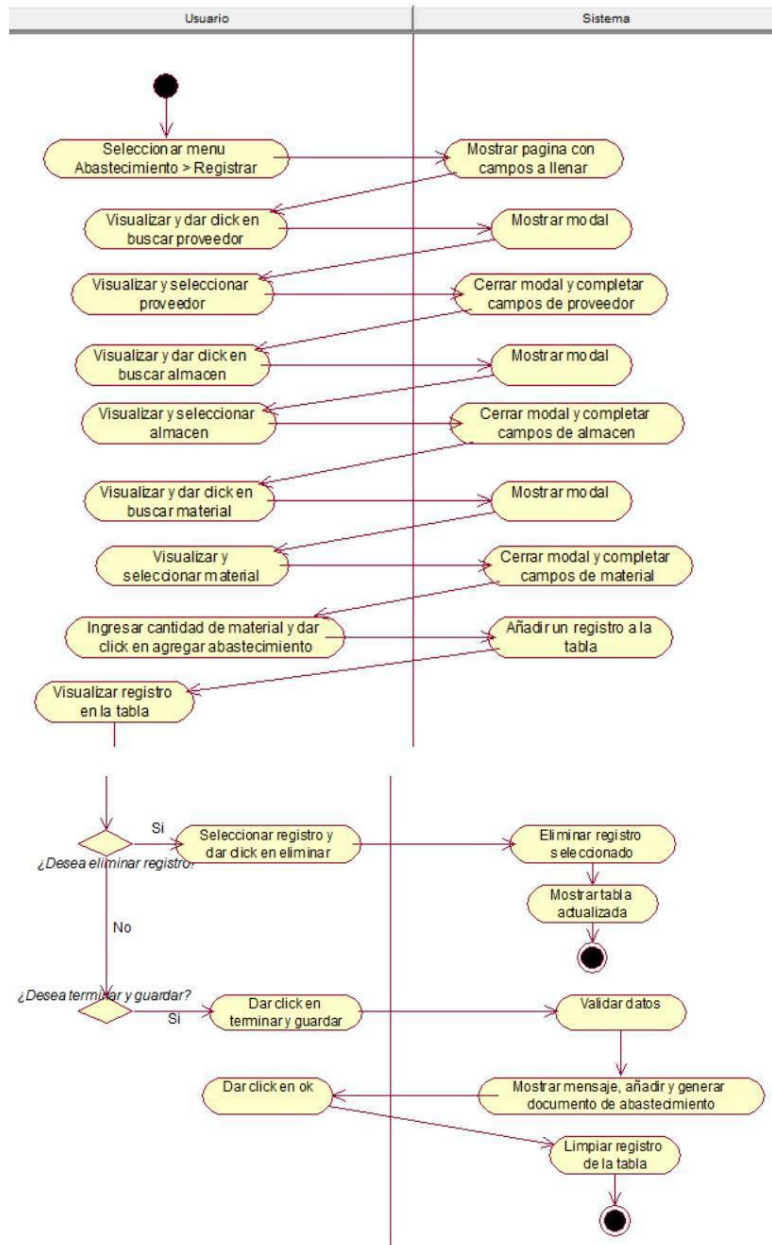 Usuario
Sistema
Seleccionar menu
Abastecimiento > Registrar
Mostrar pagina con
campos a llenar
Visualizar y dar click en
buscar proveedor
Mostrar modal
Visualizar y seleccionar
proveedor
Cerrar modal y completar
campos de proveedor
Visualizar y dar click en
buscar almacen
Mostrar modal
Visualizar y seleccionar
almacen
Cerrar modal y completar
campos de almacen
Visualizar y dar click en
buscar material
Mostrar modal
Visualizar y
seleccionar material
Cerrar modal y completar
campos de material
Ingresar cantidad de material y dar
click en agregar abastecimiento
Añadir un registro a la
tabla
Visualizar registro
en la tabla
Si
Seleccionar registro y
dar click en eliminar
Eliminar registro
seleccionado
¿Desea eliminar registro?
Mostrar tabla
actualizada
No
¿Desea terminar y guardar?
Si
Dar click en
terminar y guardar
Validar datos
Dar click en ok
Mostrar mensaje, añadir y generar
documento de abastecimiento
Limpiar registro
de la tabla